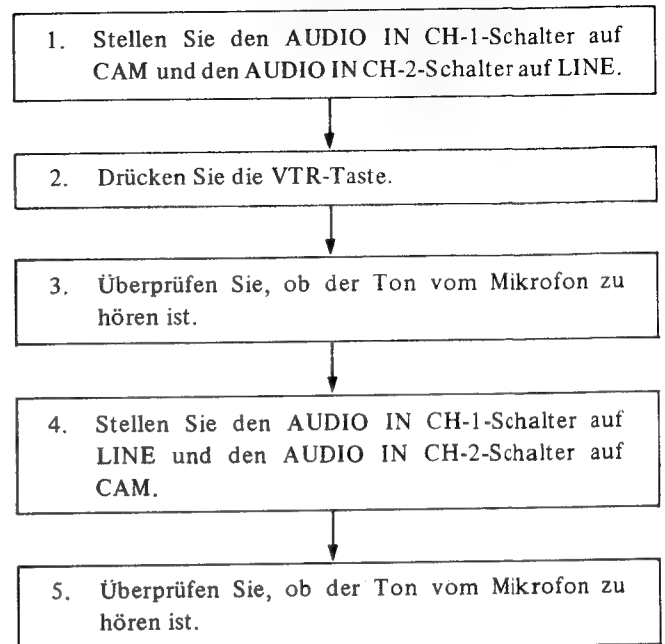 1. Stellen Sie den AUDIO IN CH-1-Schalter auf
CAM und den AUDIO IN CH-2-Schalter auf LINE.
2. Drücken Sie die VTR-Taste.
3. Überprüfen Sie, ob der Ton vom Mikrofon zu
hören ist.
4. Stellen Sie den AUDIO IN CH-1-Schalter auf
LINE und den AUDIO IN CH-2-Schalter auf
CAM.
5. Überprüfen Sie, ob der Ton vom Mikrofon zu
hören ist.